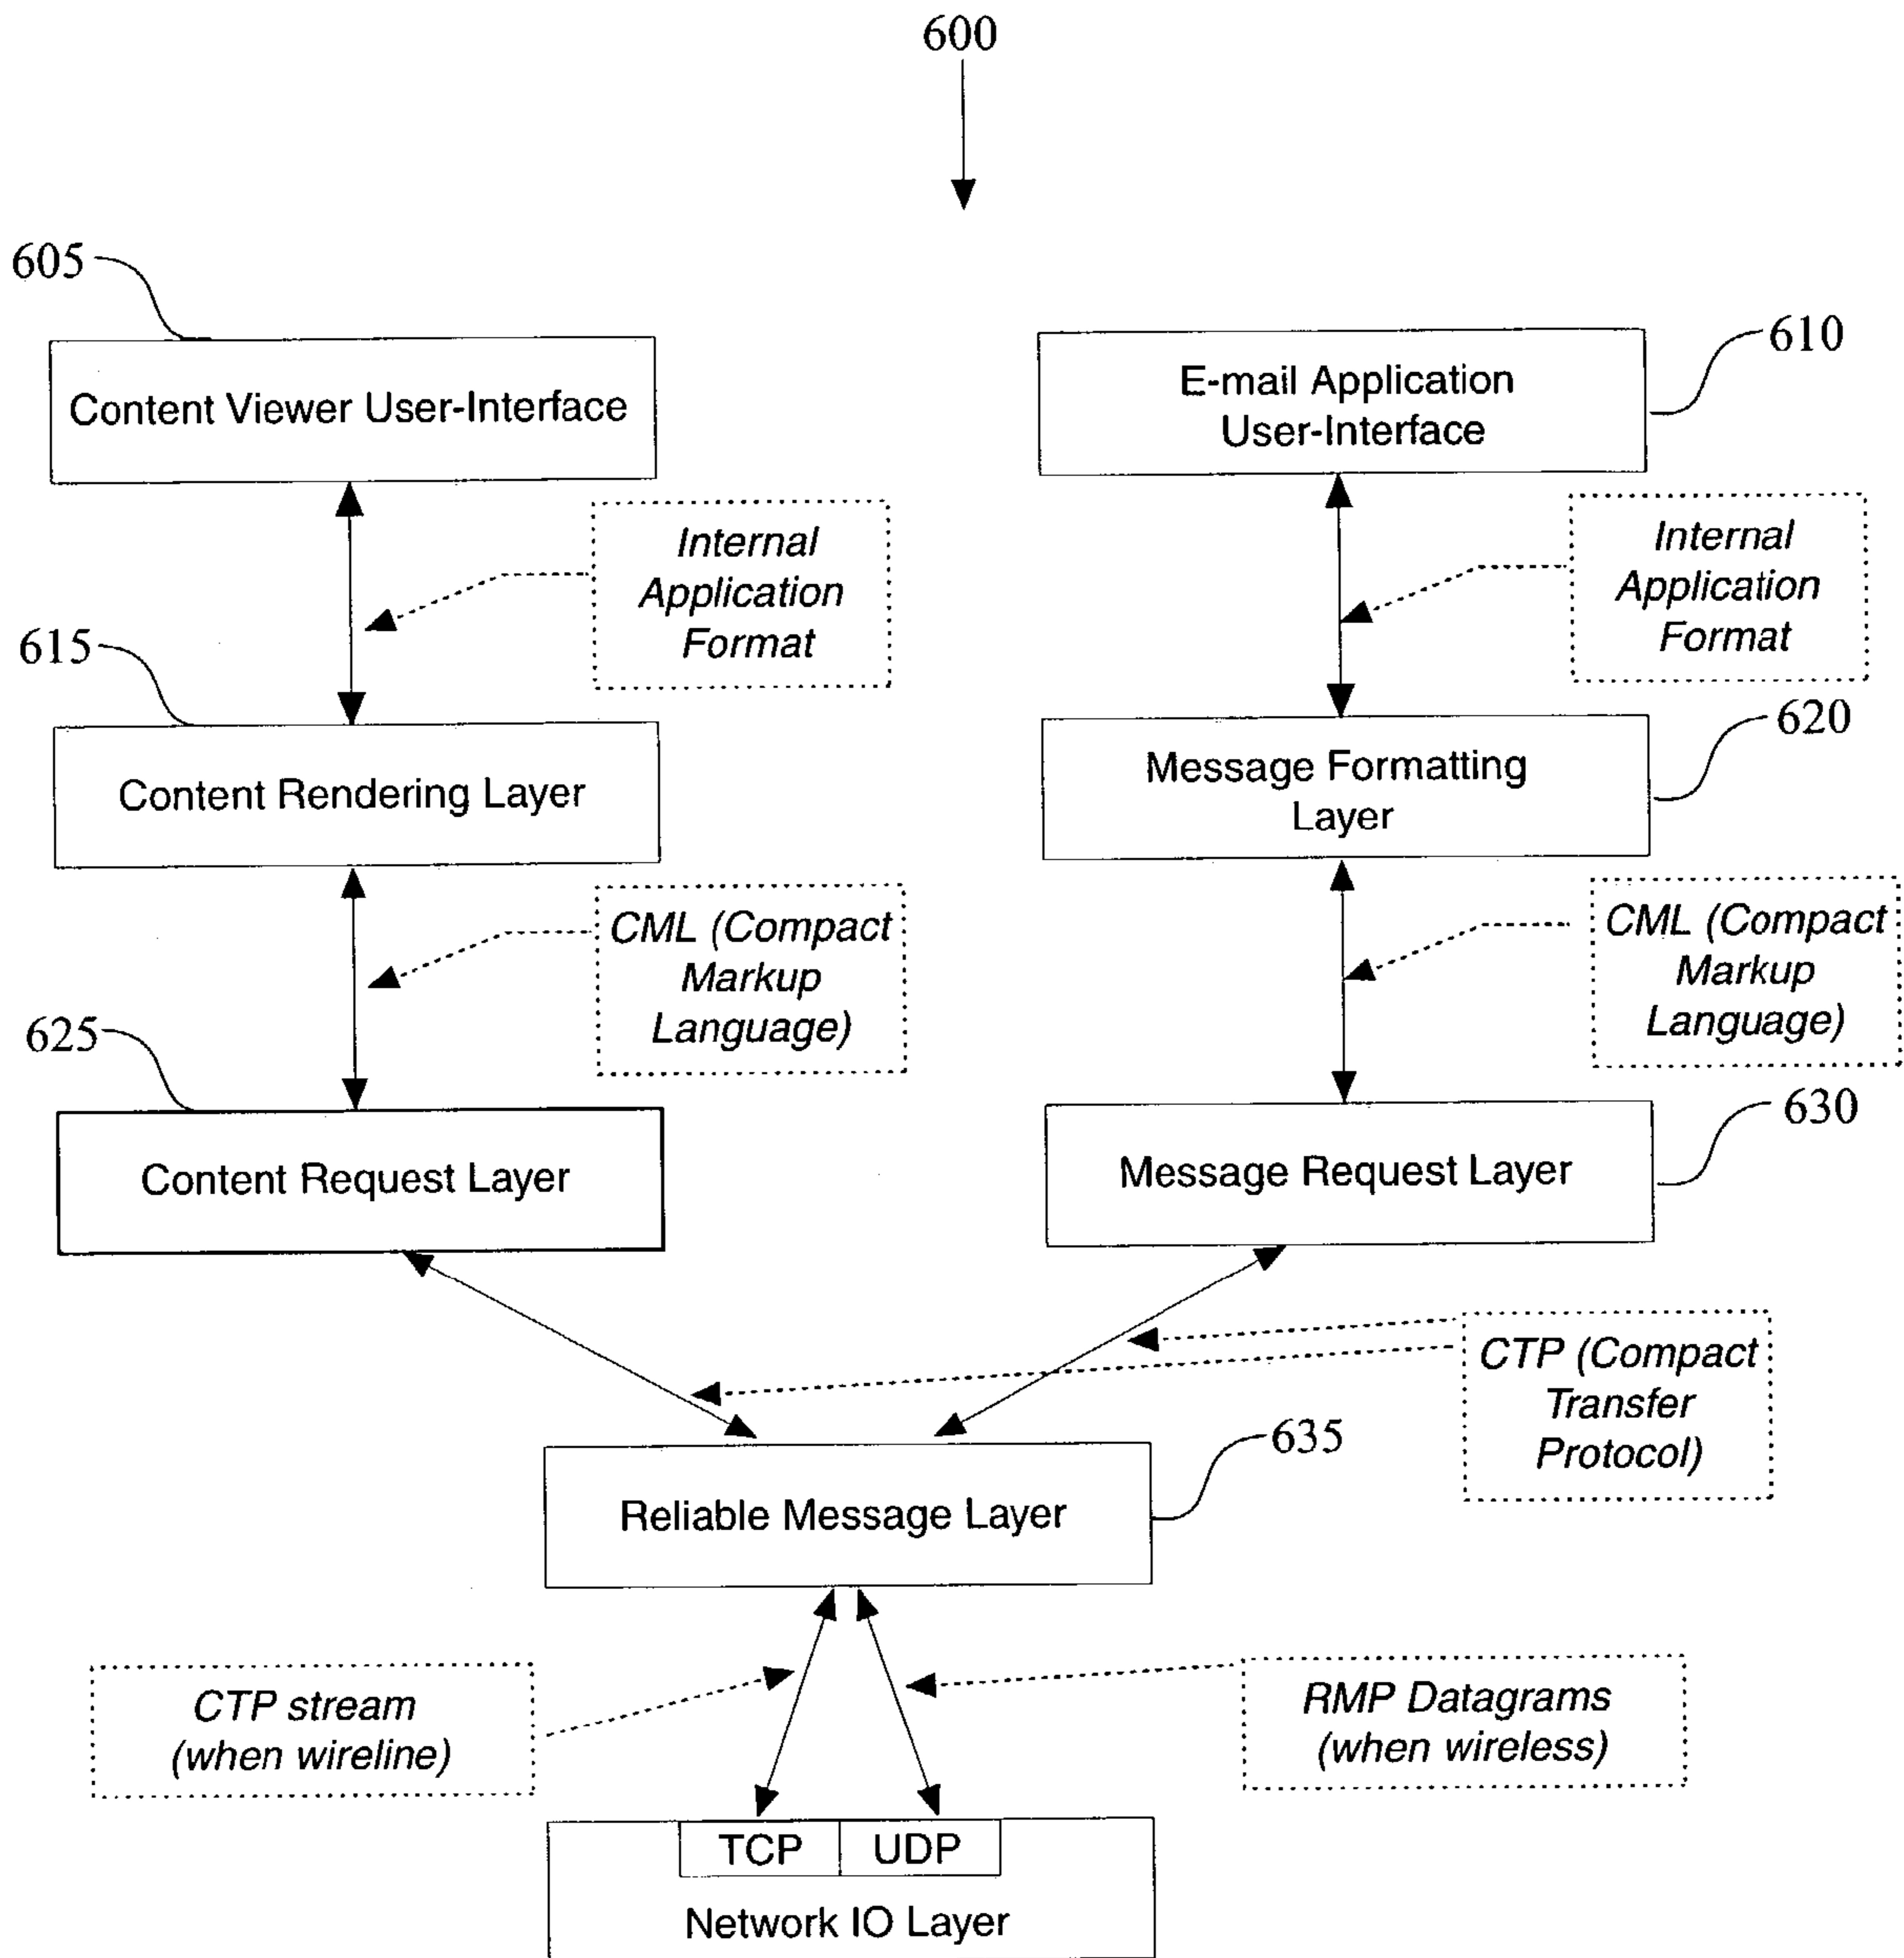 600
605
610
Content Viewer User-Interface
E-mail Application
User-Interface
Internal
Application
Format
Internal
Application
Format
615
620
Content Rendering Layer
Message Formatting
Layer
CML (Compact
Markup
Language)
CML (Compact
Markup
Language)
625
630
Content Request Layer
Message Request Layer
CTP (Compact
Transfer
Protocol)
635
Reliable Message Layer
CTP stream
(when wireline)
RMP Datagrams
(when wireless)
TCP
UDP
Network IO Layer